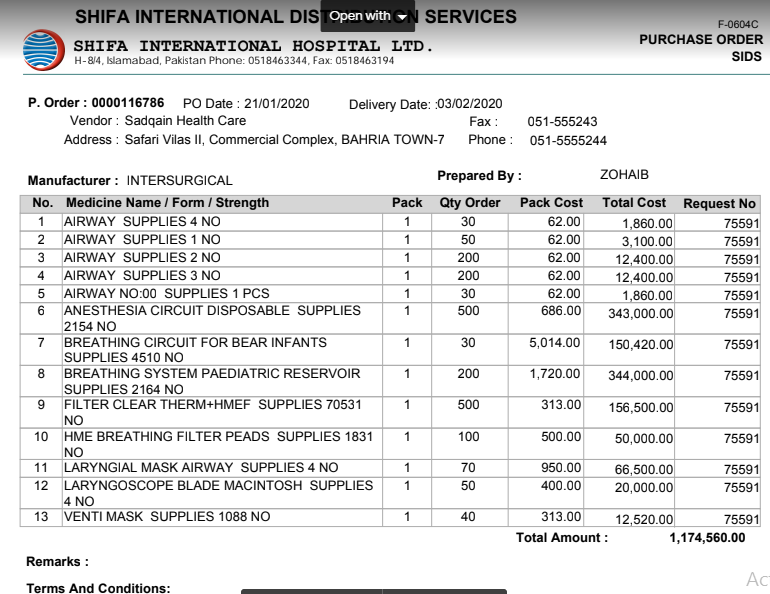 SHIFA INTERNATIONAL DIS ON SERVICES
Open with
F-0604C
SHIFA INTERNATIONAL HOSPITAL LTD.
PURCHASE ORDER
H-8/4, Islamabad, Pakistan Phone: 0518463344, Fax: 0518463194
SIDS
P. Order : 0000116786 PO Date : 21/01/2020 Delivery Date: :03/02/2020
Vendor : Sadqain Health Care Fax : 051-555243
Address : Safari Vilas II, Commercial Complex, BAHRIA TOWN-7 Phone : 051-5555244
Manufacturer : INTERSURGICAL Prepared By : ZOHAIB
No. Medicine Name / Form / Strength Pack Qty Order Pack Cost Total Cost Request No
1 AIRWAY SUPPLIES 4 NO 1 30 62.00 1,860.00 75591
2 AIRWAY SUPPLIES 1 NO 1 50 62.00 3,100.00 75591
3 AIRWAY SUPPLIES 2 NO 1 200 62.00 12,400.00 75591
4 AIRWAY SUPPLIES 3 NO 1 200 62.00 12,400.00 75591
5 AIRWAY NO:00 SUPPLIES 1 PCS 1 30 62.00 1,860.00 75591
6 ANESTHESIA CIRCUIT DISPOSABLE SUPPLIES 1 500 686.00 343,000.00 75591
2154 NO
7 BREATHING CIRCUIT FOR BEAR INFANTS 1 30 5,014.00 150,420.00 75591
SUPPLIES 4510 NO
8 BREATHING SYSTEM PAEDIATRIC RESERVOIR 1 200 1,720.00 344,000.00 75591
SUPPLIES 2164 NO
9 FILTER CLEAR THERM+HMEF SUPPLIES 70531 1 500 313.00 156,500.00 75591
NO
10 HME BREATHING FILTER PEADS SUPPLIES 1831 1 100 500.00 50,000.00 75591
NO
11 LARYNGIAL MASK AIRWAY SUPPLIES 4 NO 1 70 950.00 66,500.00 75591
12 LARYNGOSCOPE BLADE MACINTOSH SUPPLIES 1 50 400.00 20,000.00 75591
4 NO
13 VENTI MASK SUPPLIES 1088 NO 1 40 313.00 12,520.00 75591
Total Amount : 1,174,560.00
Remarks :
Ac
Terms And Conditions: